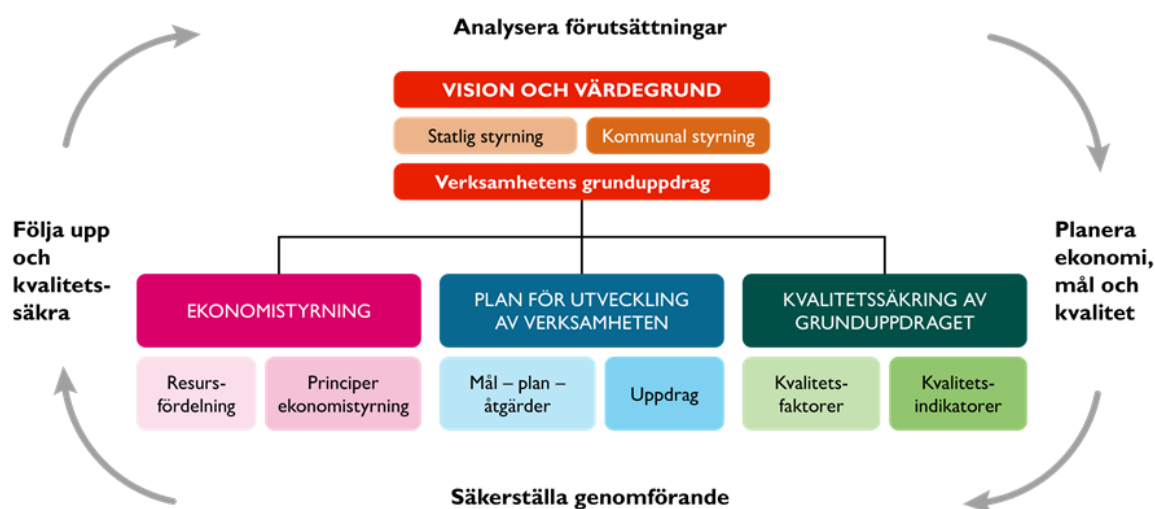 Analysera förutsättningar
VISION OCH VÄRDEGRUND
Statlig styrning
Kommunal styrning
Verksamhetens grunduppdrag
Följa upp
och
kvalitets-
säkra
Planera
ekonomi,
mål och
kvalitet
EKONOMISTYRNING
PLAN FÖR UTVECKLING
AV VERKSAMHETEN
KVALITETSSÄKRING AV
GRUNDUPPDRAGET
Resurs-
fördelning
Principer
ekonomistyrning
Mål – plan –
åtgärder
Uppdrag
Kvalitets-
faktorer
Kvalitets-
indikatorer
Säkerställa genomförande